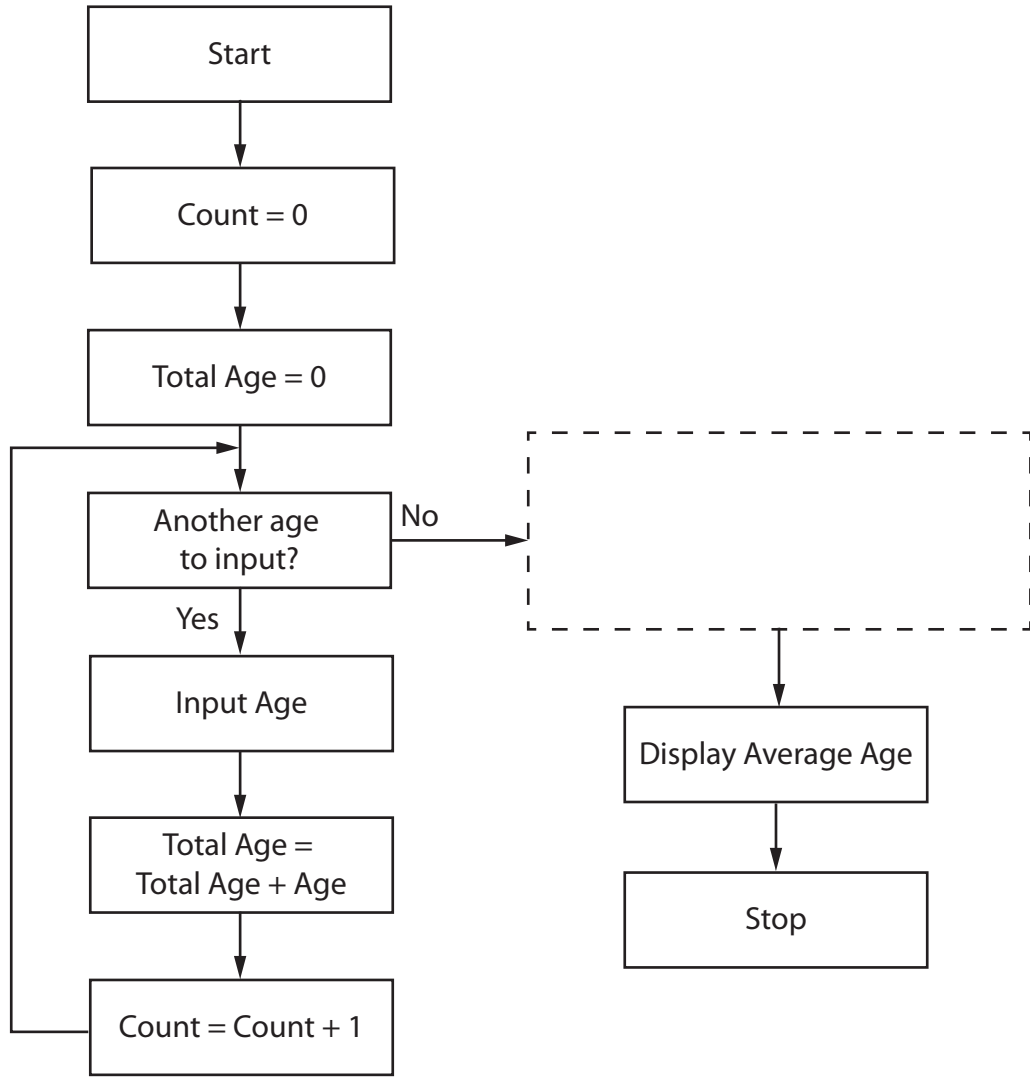 Start
Count = 0
Total Age = 0
Another age
to input?
No
Yes
Input Age
Total Age =
Total Age + Age
Count = Count + 1
Display Average Age
Stop